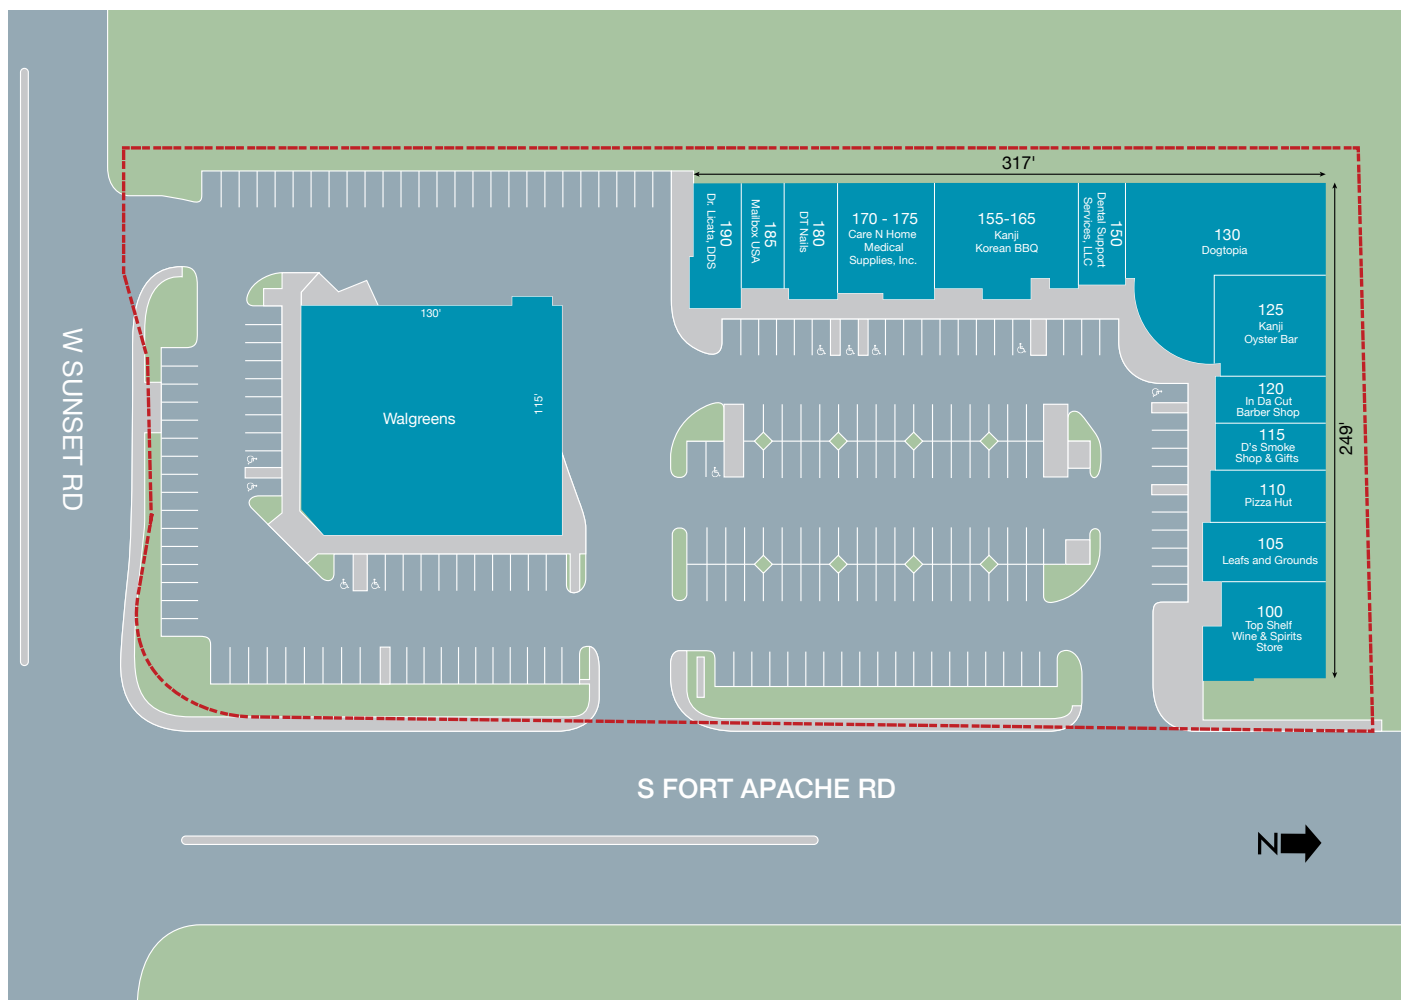 317'
190
Dr. Licata, DDS
185
Mailbox USA
180
DT Nails
170 - 175
Care N Home
Medical
Supplies, Inc.
155-165
Kanji
Korean BBQ
150
Dental Support
Services, LLC
130
Dogtopia
125
Kanji
Oyster Bar
120
In Da Cut
Barber Shop
115
D's Smoke
Shop & Gifts
110
Pizza Hut
105
Leafs and Grounds
100
Top Shelf
Wine & Spirits
Store
249'
130'
115'
Walgreens
W SUNSET RD
S FORT APACHE RD
N